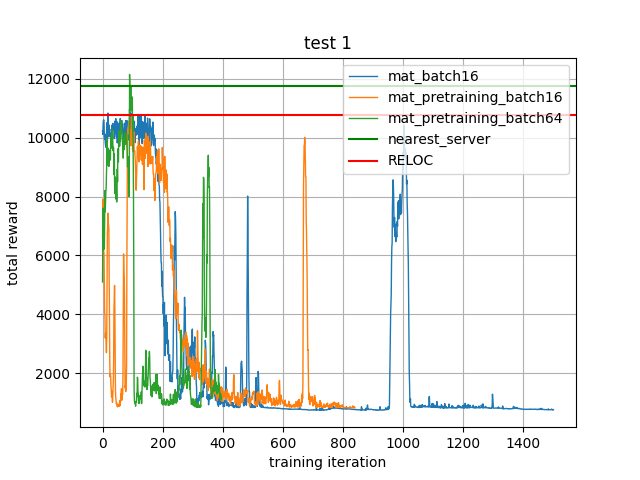 test 1
total reward
12000
10000
8000
6000
4000
2000
mat_batch16
mat_pretraining_batch16
mat_pretraining_batch64
nearest_server
RELOC
0 200 400 600 800 1000 1200 1400
training iteration